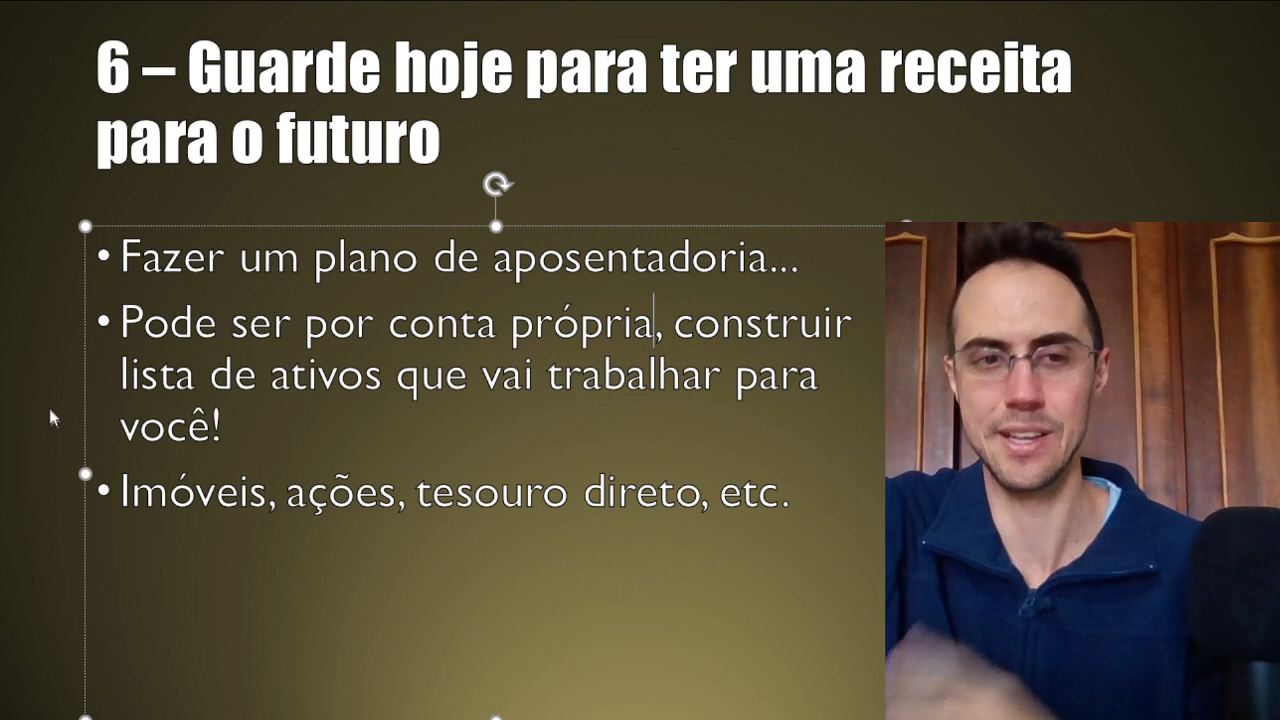 6 – Guarde hoje para ter uma receita
para o futuro
• Fazer um plano de aposentadoria...
• Pode ser por conta própria, construir
lista de ativos que vai trabalhar para
você!
• Imóveis, ações, tesouro direto, etc.